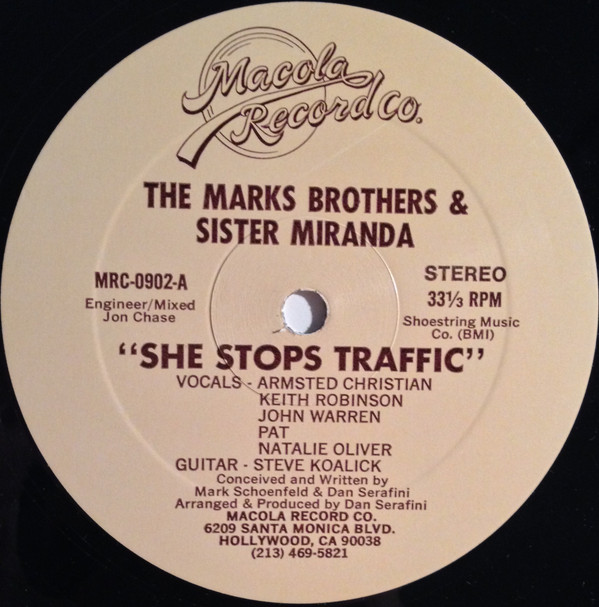 Macola
Record Co.
THE MARKS BROTHERS &
SISTER MIRANDA
MRC-0902-A
Engineer/Mixed
Jon Chase
STEREO
33⅓ RPM
Shoestring Music
Co. (BMI)
“SHE STOPS TRAFFIC”
VOCALS - ARMSTED CHRISTIAN
KEITH ROBINSON
JOHN WARREN
PAT
NATALIE OLIVER
GUITAR - STEVE KOALICK
Conceived and Written by
Mark Schoenfeld & Dan Serafini
Arranged & Produced by Dan Serafini
MACOLA RECORD CO.
6209 SANTA MONICA BLVD.
HOLLYWOOD, CA 90038
(213) 469-5821